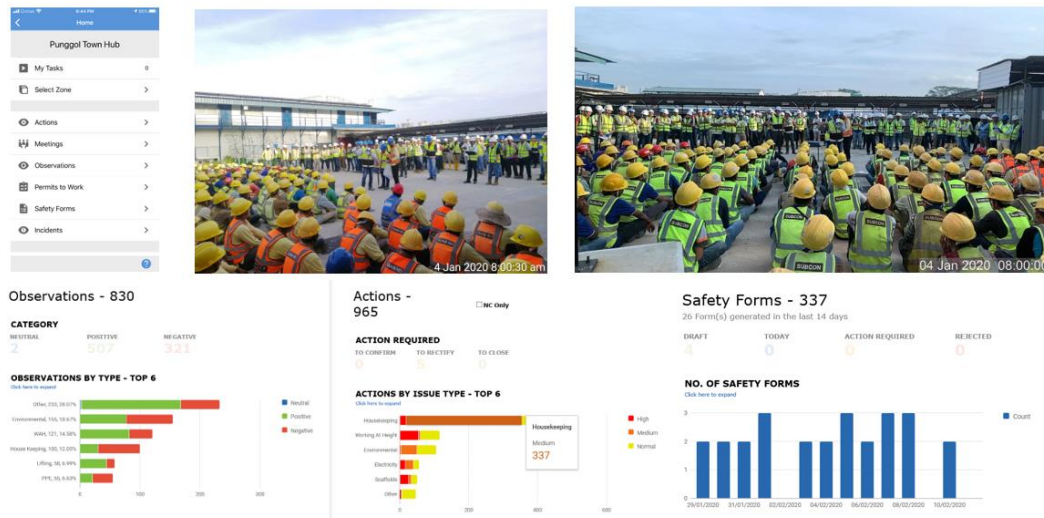 8:44 PM
Home
Punggol Town Hub
My Tasks 0
Select Zone
Actions
Meetings
Observations
Permits to Work
Safety Forms
Incidents
?
4 Jan 2020 8:00:30 am
04 Jan 2020 08:00:00
SUBCON
SUBCON
Observations - 830
CATEGORY
NEUTRAL POSITIVE NEGATIVE
2 507 321
OBSERVATIONS BY TYPE - TOP 6
Click here to expand
Other, 233, 28.07%
Environmental, 155, 18.67%
WAH, 121, 14.58%
House Keeping, 100, 12.05%
Lifting, 58, 6.99%
PPE, 55, 6.63%
0 100 200 300
Neutral
Positive
Negative
Actions -
965
NC Only
ACTION REQUIRED
TO CONFIRM TO RECTIFY TO CLOSE
0 5 0
ACTIONS BY ISSUE TYPE - TOP 6
Click here to expand
Housekeeping
Working At Height
Environmental
Electricity
Scaffolds
Other
0 200 400 600
Housekeeping
Medium
337
High
Medium
Normal
Safety Forms - 337
26 Form(s) generated in the last 14 days
DRAFT TODAY ACTION REQUIRED REJECTED
4 0 0 0
NO. OF SAFETY FORMS
Click here to expand
3
2
1
0
29/01/2020 31/01/2020 02/02/2020 04/02/2020 06/02/2020 08/02/2020 10/02/2020
Count